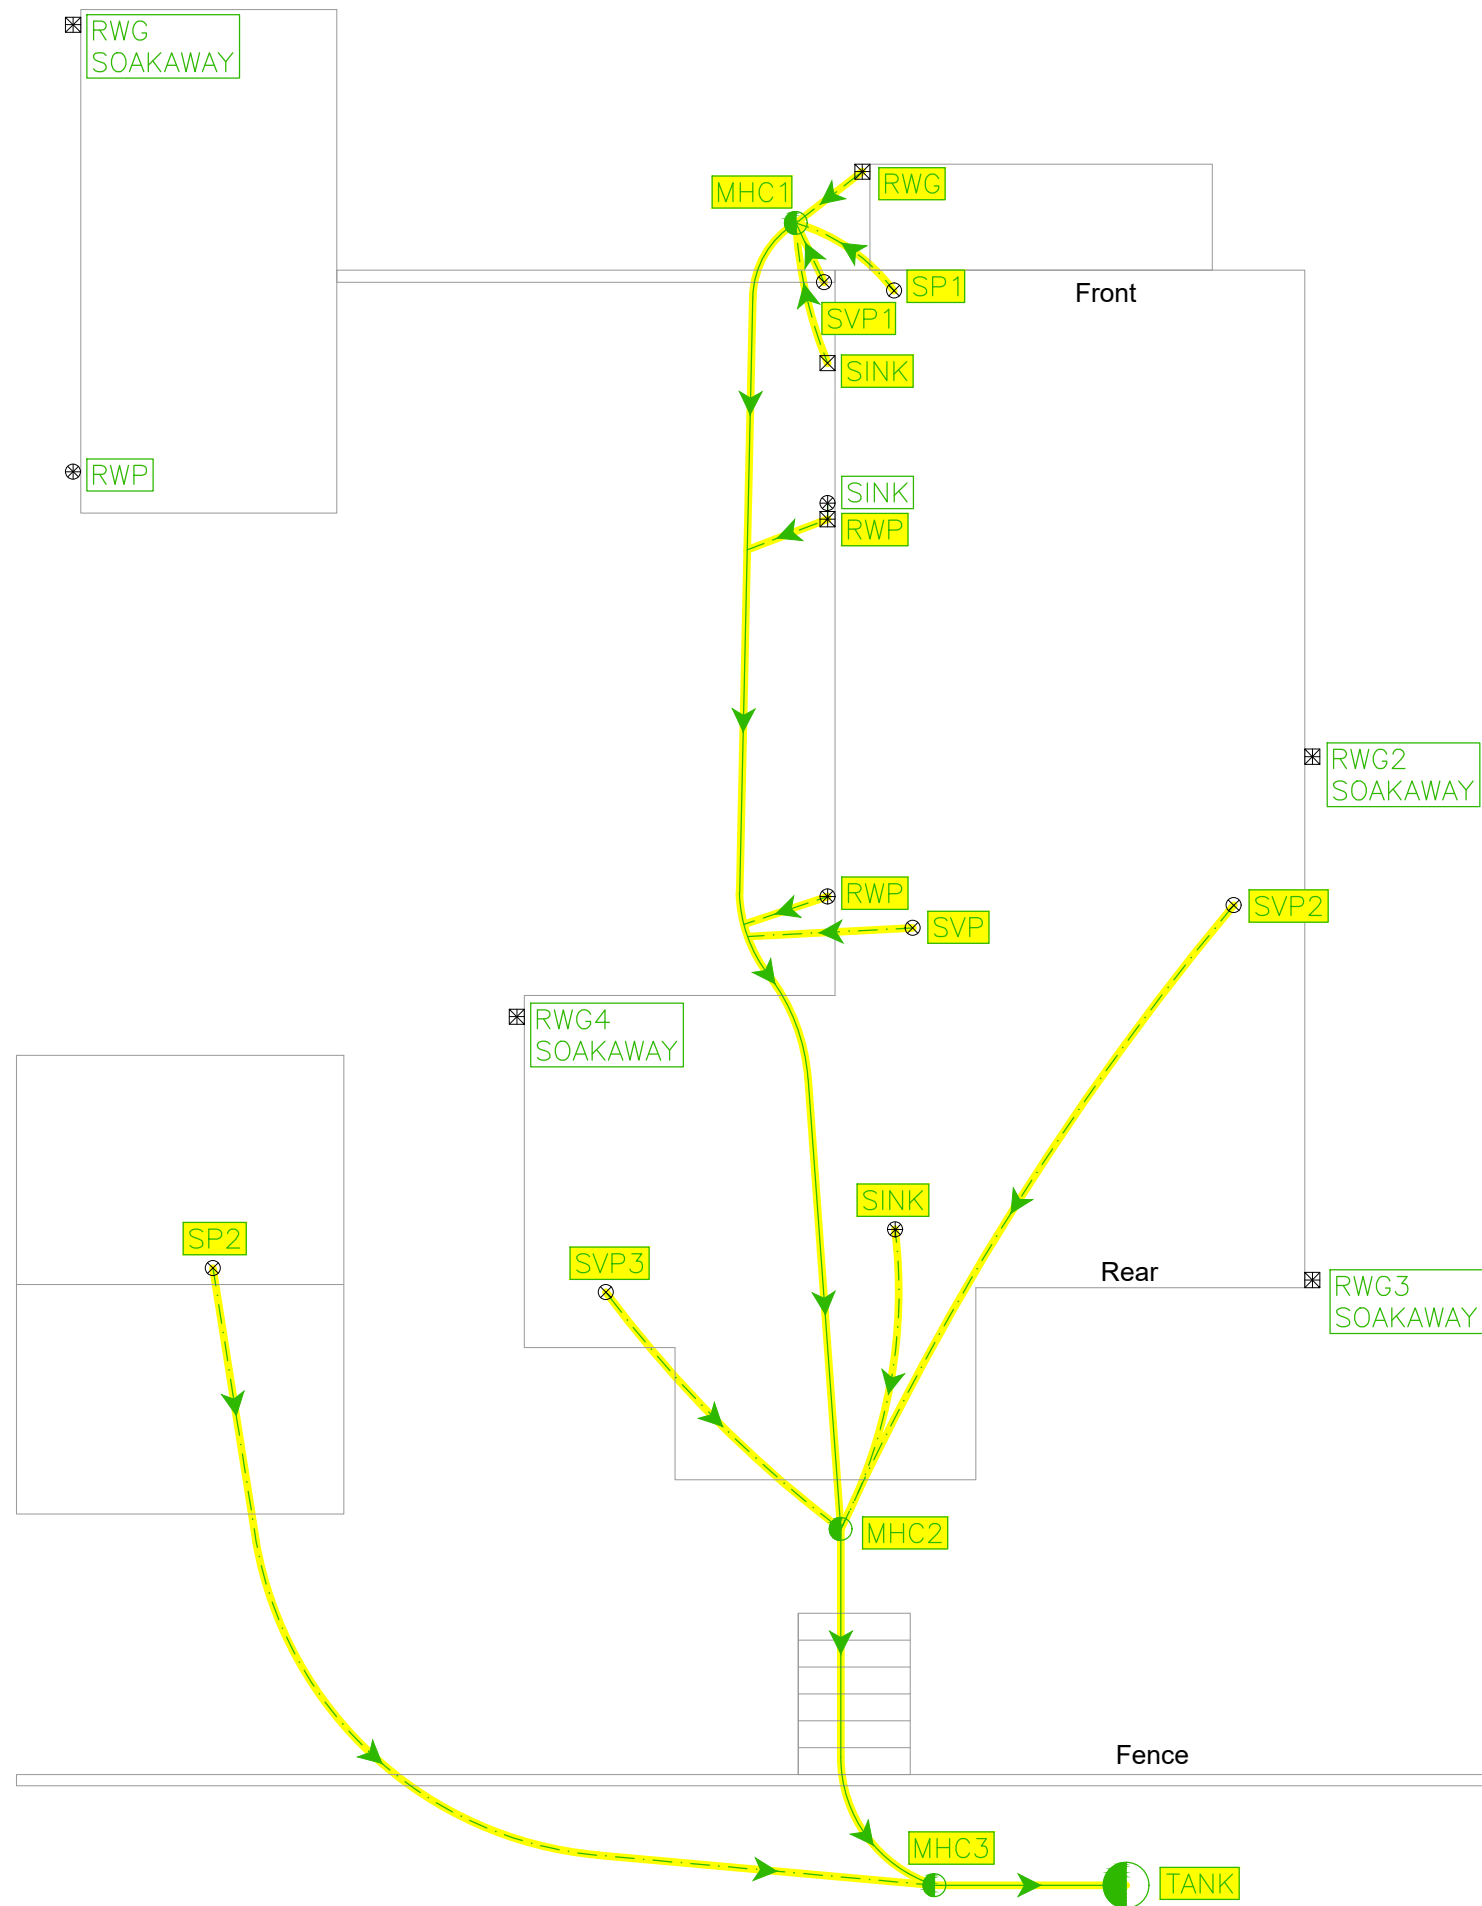 RWG
SOAKAWAY
MHC1
RWG
SP1
Front
SVP1
SINK
RWP
SINK
RWP
RWG2
SOAKAWAY
RWP
SVP2
SVP
RWG4
SOAKAWAY
SINK
SP2
SVP3
Rear
RWG3
SOAKAWAY
MHC2
Fence
MHC3
TANK